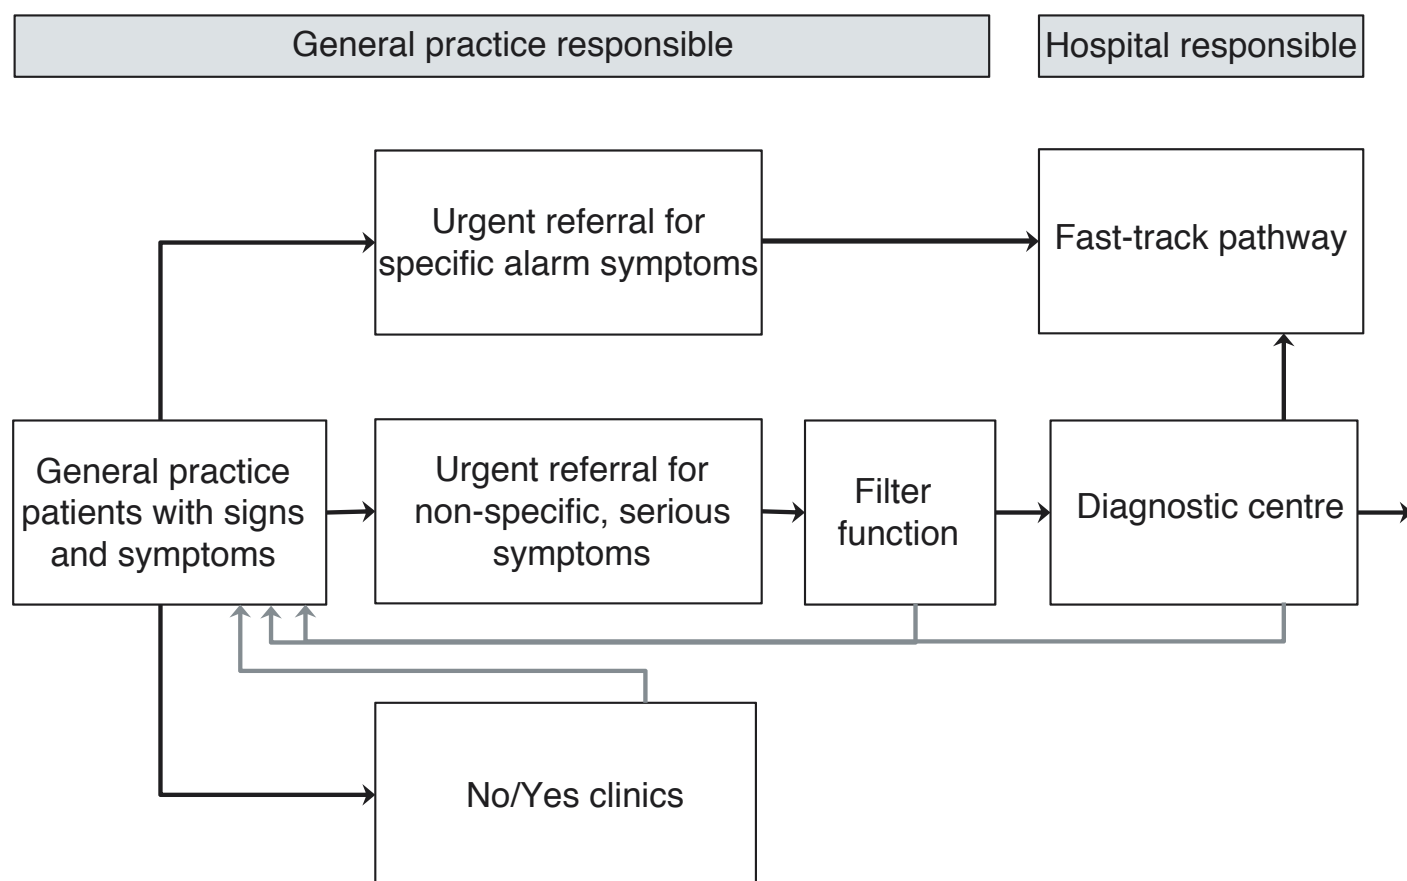 General practice responsible
Hospital responsible
Urgent referral for
specific alarm symptoms
Fast-track pathway
General practice
patients with signs
and symptoms
Urgent referral for
non-specific, serious
symptoms
Filter
function
Diagnostic centre
No/Yes clinics